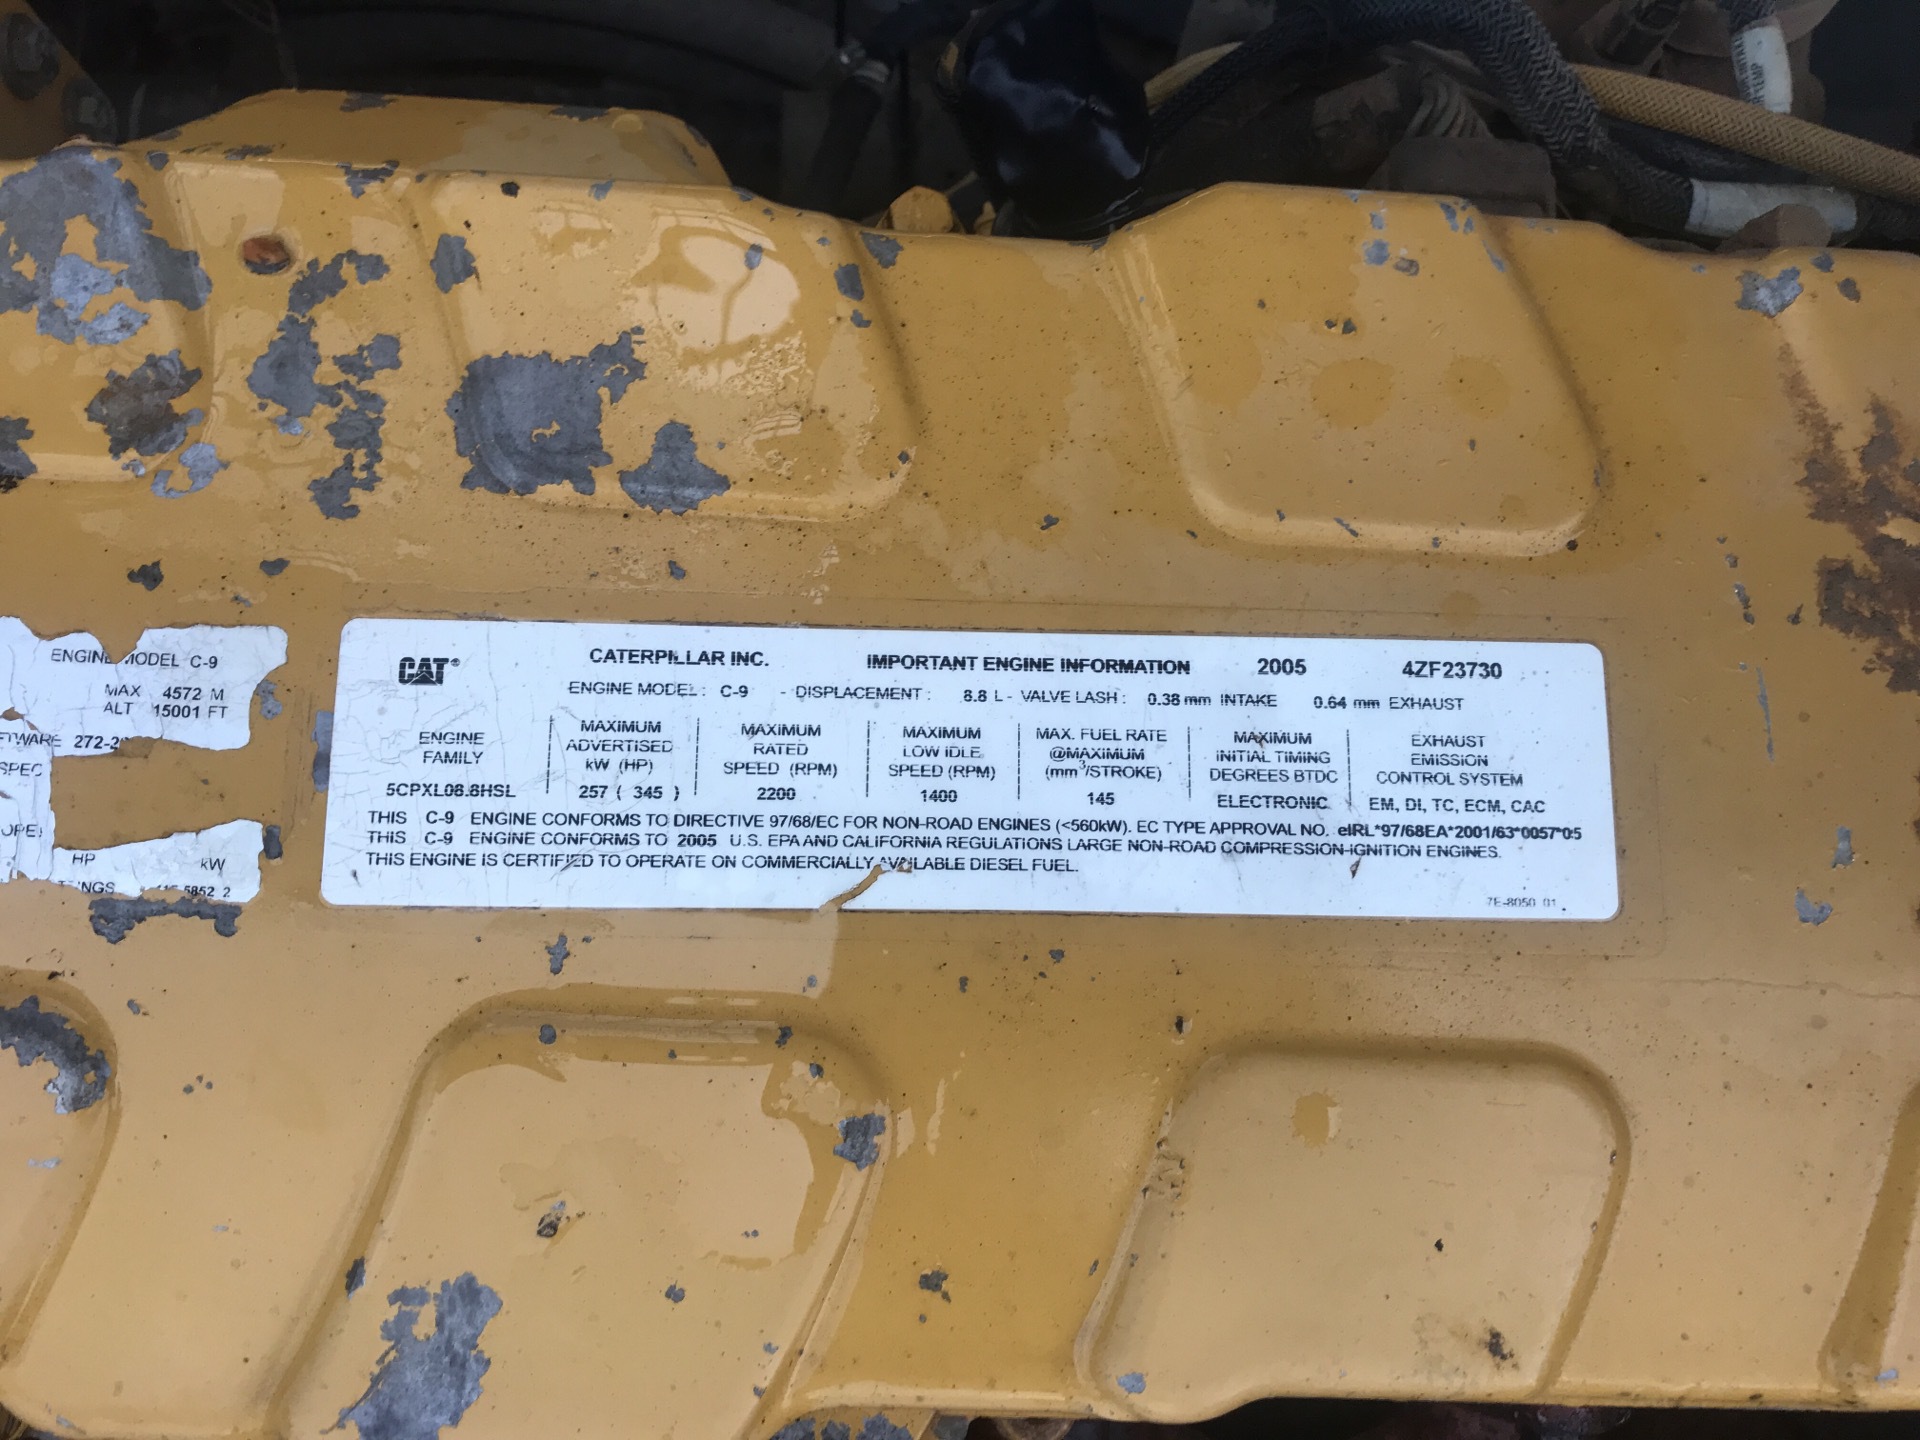 ENGINE MODEL C-9
MAX 4572 M
ALT 15001 FT
272-2
SPEC
HP kW
5852 2
CAT®
CATERPILLAR INC. IMPORTANT ENGINE INFORMATION 2005 4ZF23730
ENGINE MODEL: C-9 - DISPLACEMENT: 8.8 L - VALVE LASH: 0.38 mm INTAKE 0.64 mm EXHAUST
ENGINE
FAMILY
5CPXL08.8HSL
MAXIMUM
ADVERTISED
kW (HP)
257 ( 345 )
MAXIMUM
RATED
SPEED (RPM)
2200
MAXIMUM
LOW IDLE
SPEED (RPM)
1400
MAX. FUEL RATE
@MAXIMUM
(mm³/STROKE)
145
MAXIMUM
INITIAL TIMING
DEGREES BTDC
ELECTRONIC
EXHAUST
EMISSION
CONTROL SYSTEM
EM, DI, TC, ECM, CAC
THIS C-9 ENGINE CONFORMS TO DIRECTIVE 97/68/EC FOR NON-ROAD ENGINES (<560kW). EC TYPE APPROVAL NO. eIRL*97/68EA*2001/63*0057*05
THIS C-9 ENGINE CONFORMS TO 2005 U.S. EPA AND CALIFORNIA REGULATIONS LARGE NON-ROAD COMPRESSION-IGNITION ENGINES.
THIS ENGINE IS CERTIFIED TO OPERATE ON COMMERCIALLY AVAILABLE DIESEL FUEL.
7E-8050 01